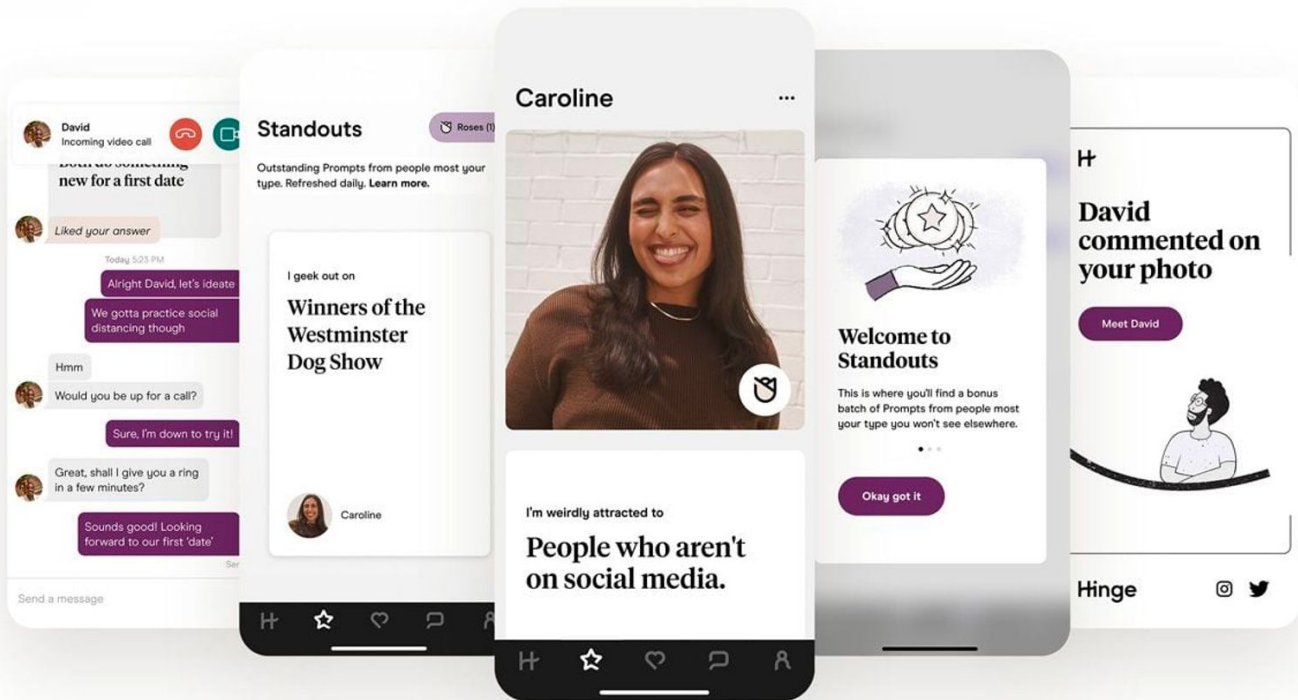 David
Incoming video call
Both do something
new for a first date
Liked your answer
Today 5:23 PM
Alright David, let's ideate
We gotta practice social
distancing though
Hmm
Would you be up for a call?
Sure, I'm down to try it!
Great, shall I give you a ring
in a few minutes?
Sounds good! Looking
forward to our first 'date'
Send a message
Standouts
Roses (1)
Outstanding Prompts from people most your
type. Refreshed daily. Learn more.
I geek out on
Winners of the
Westminster
Dog Show
Caroline
Caroline
I'm weirdly attracted to
People who aren't
on social media.
Welcome to
Standouts
This is where you'll find a bonus
batch of Prompts from people most
your type you won't see elsewhere.
Okay got it
H
David
commented on
your photo
Meet David
Hinge